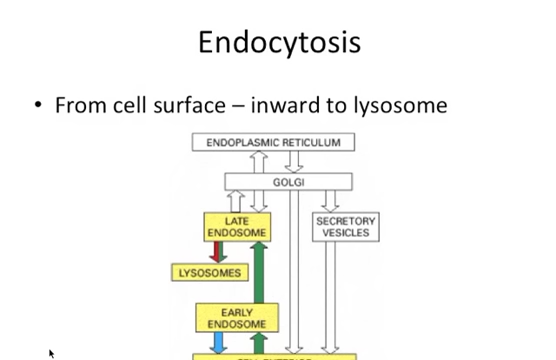 Endocytosis
• From cell surface – inward to lysosome
ENDOPLASMIC RETICULUM
GOLGI
LATE
ENDOSOME
SECRETORY
VESICLES
LYSOSOMES
EARLY
ENDOSOME